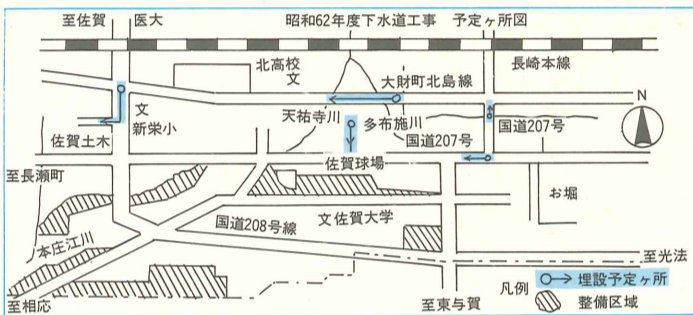 至佐賀
医大
昭和62年度下水道工事 予定ヶ所図
北高校
文
長崎本線
大財町北島線
N
文
新栄小
天祐寺川
多布施川
国道207号
国道207号
佐賀土木
佐賀球場
至長瀬町
お堀
国道208号線
文佐賀大学
本庄江川
至光法
凡例
埋設予定ヶ所
至相応
至東与賀
整備区域